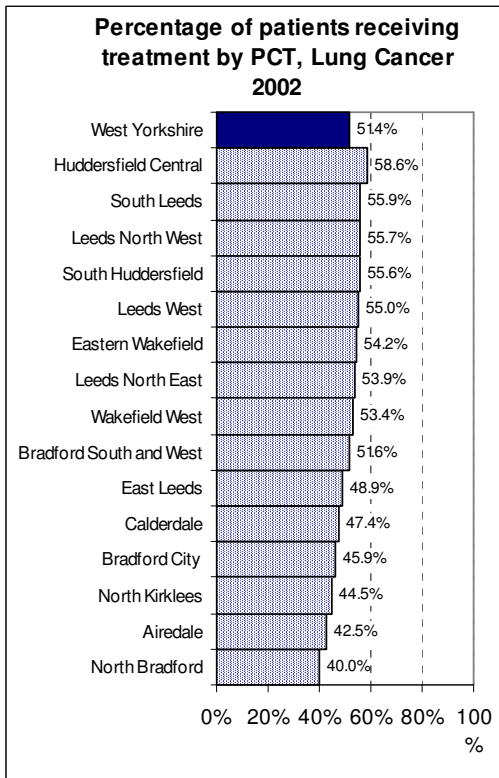 Percentage of patients receiving
treatment by PCT, Lung Cancer
2002
West Yorkshire 51.4%
Huddersfield Central 58.6%
South Leeds 55.9%
Leeds North West 55.7%
South Huddersfield 55.6%
Leeds West 55.0%
Eastern Wakefield 54.2%
Leeds North East 53.9%
Wakefield West 53.4%
Bradford South and West 51.6%
East Leeds 48.9%
Calderdale 47.4%
Bradford City 45.9%
North Kirklees 44.5%
Airedale 42.5%
North Bradford 40.0%
0% 20% 40% 60% 80% 100
%